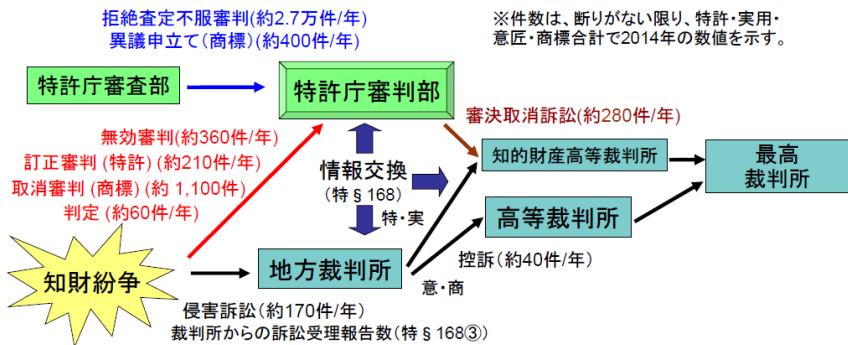 拒絶査定不服審判(約2.7万件/年)
異議申立て(商標)(約400件/年)
※件数は、断りがない限り、特許・実用・
意匠・商標合計で2014年の数値を示す。
特許庁審査部
特許庁審判部
審決取消訴訟(約280件/年)
無効審判(約360件/年)
訂正審判(特許)(約210件/年)
取消審判(商標)(約 1,100件)
判定(約60件/年)
情報交換
(特§168)
特・実
知的財産高等裁判所
最高
裁判所
高等裁判所
知財紛争
地方裁判所
控訴(約40件/年)
意・商
侵害訴訟(約170件/年)
裁判所からの訴訟受理報告数(特§168③)